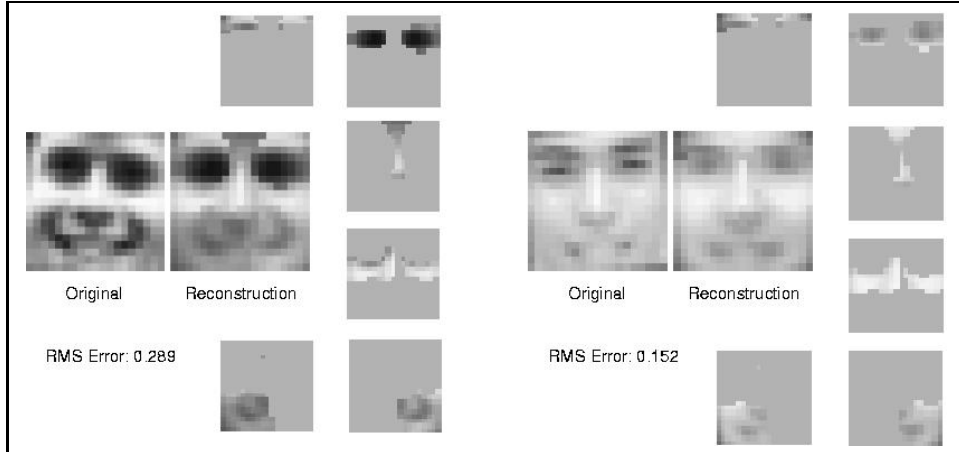 Original Reconstruction
RMS Error: 0.289
Original Reconstruction
RMS Error: 0.152